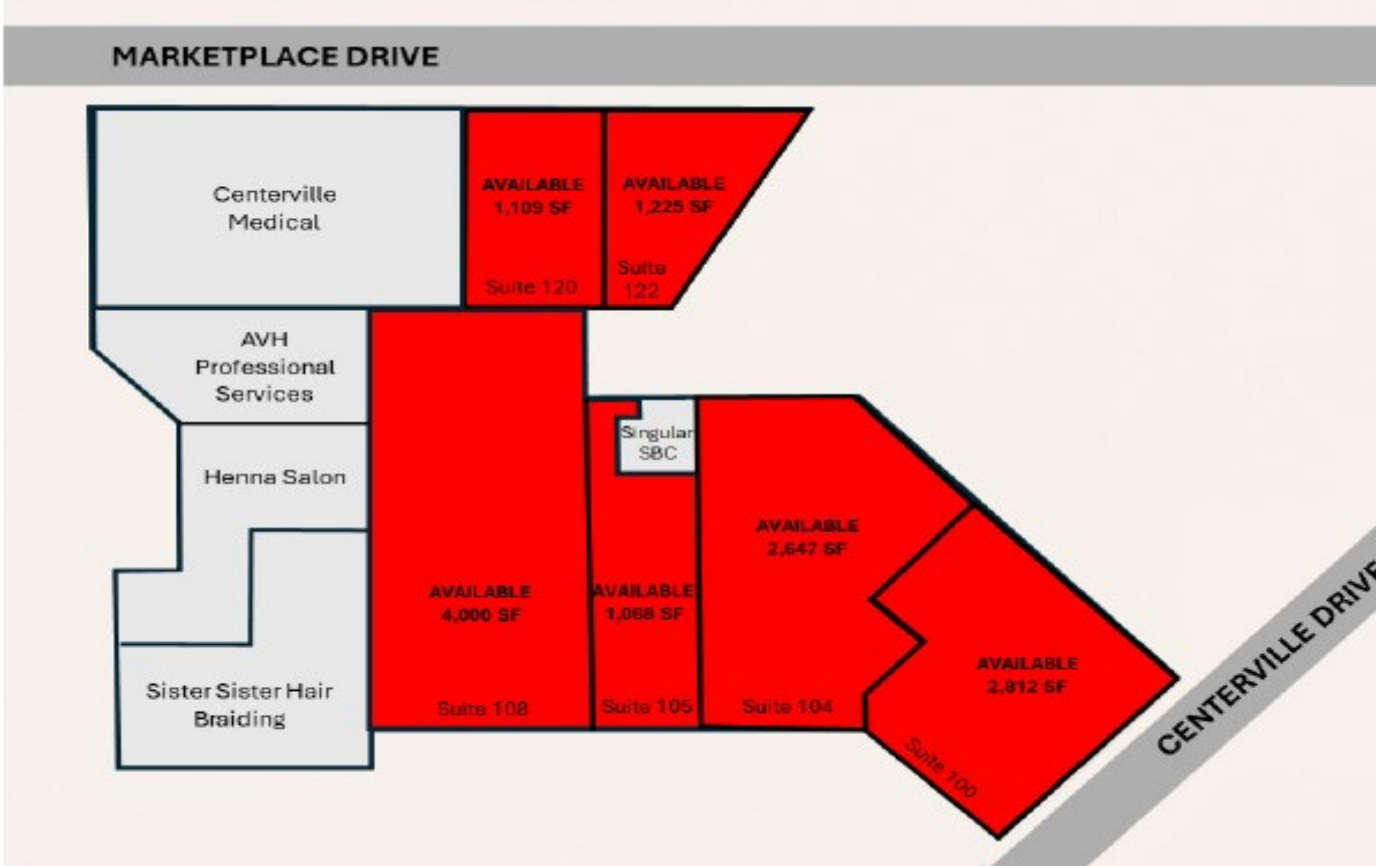 MARKETPLACE DRIVE
Centerville
Medical
AVAILABLE
1,109 SF
Suite 120
AVAILABLE
1,225 SF
Suite
122
AVH
Professional
Services
Henna Salon
Sister Sister Hair
Braiding
AVAILABLE
4,000 SF
Suite 108
Singular
SBC
AVAILABLE
1,068 SF
Suite 105
AVAILABLE
2,647 SF
Suite 104
AVAILABLE
2,812 SF
Suite 100
CENTERVILLE DRIVE